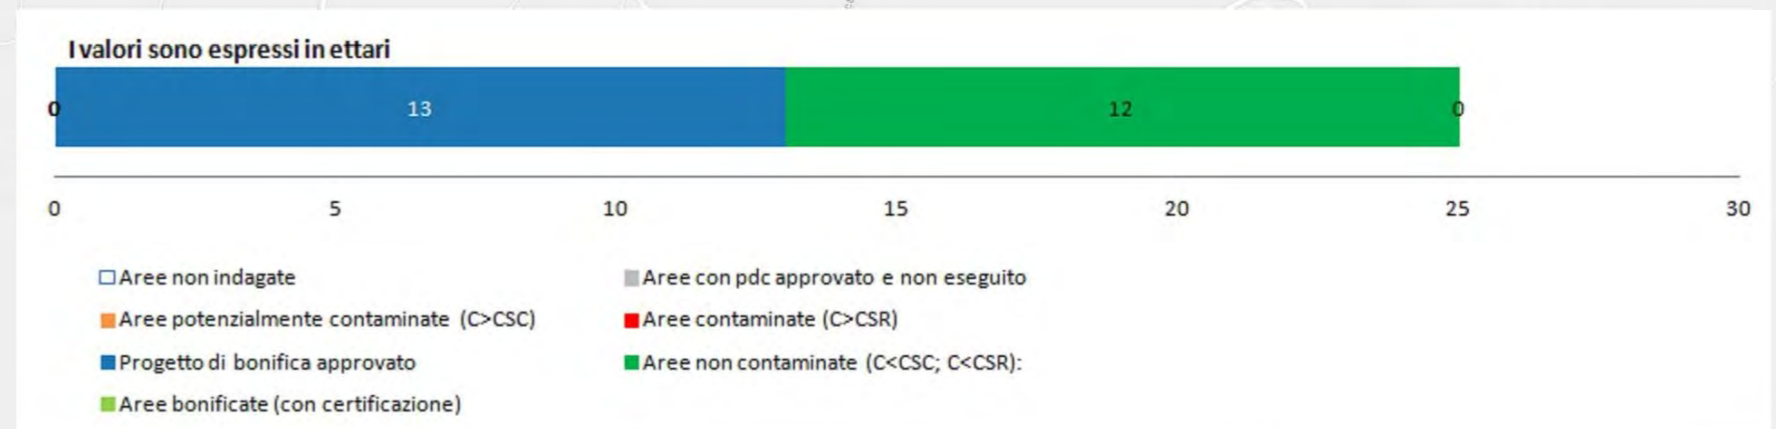 I valori sono espressi in ettari
0 13 12 0
0 5 10 15 20 25 30
Aree non indagate
Aree con pdc approvato e non eseguito
Aree potenzialmente contaminate (C>CSC)
Aree contaminate (C>CSR)
Progetto di bonifica approvato
Aree non contaminate (C<CSC; C<CSR):
Aree bonificate (con certificazione)